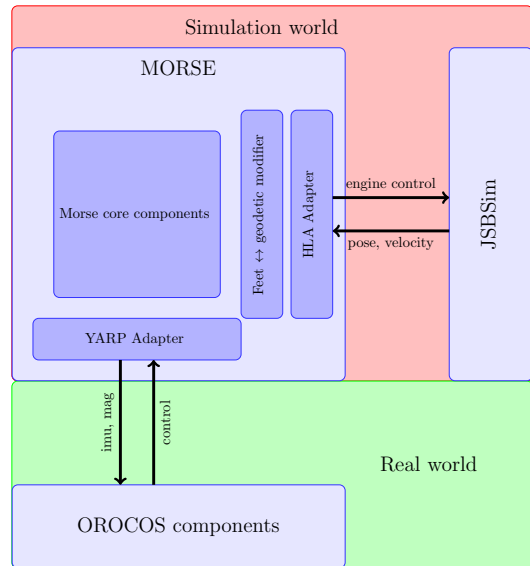 Simulation world
MORSE
Morse core components
Feet ↔ geodetic modifier
HLA Adapter
engine control
pose, velocity
JSBSim
YARP Adapter
imu, mag
control
Real world
OROCOS components